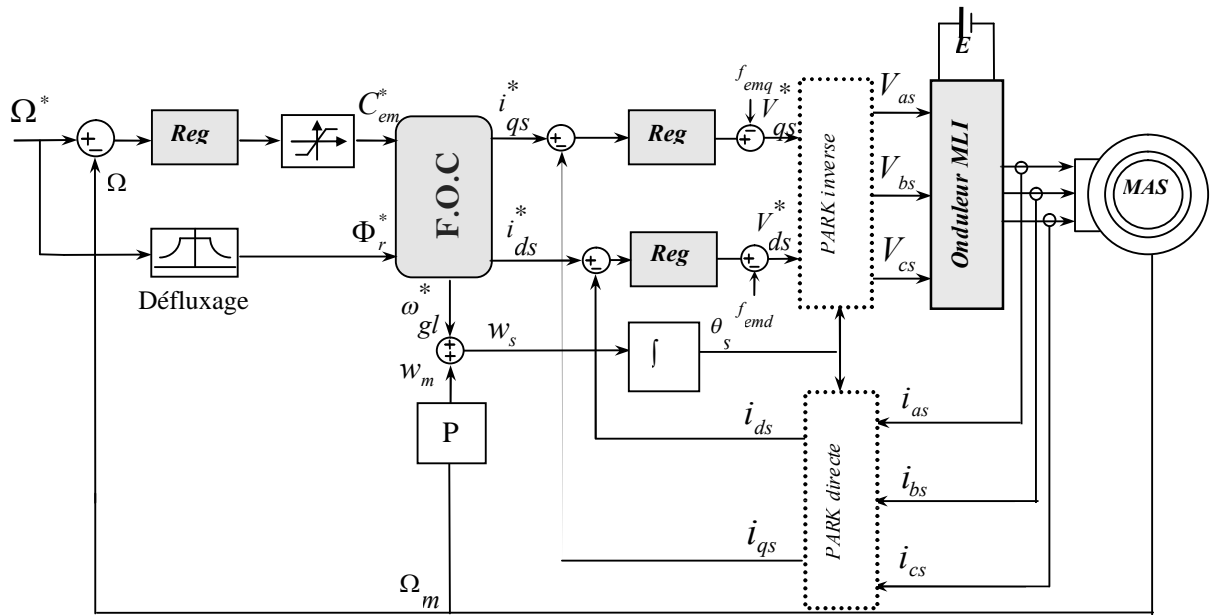 E
Ω*
Reg
C*em
i*qs
Reg
femq
V*qs
Vas
Ω
F.O.C
PARK inverse
Vbs
Onduleur MLI
MAS
Φ*r
i*ds
Reg
V*ds
Vcs
Défluxage
ω*gl
femd
ws
∫
θs
wm
P
ids
PARK directe
ias
ibs
iqs
ics
Ωm